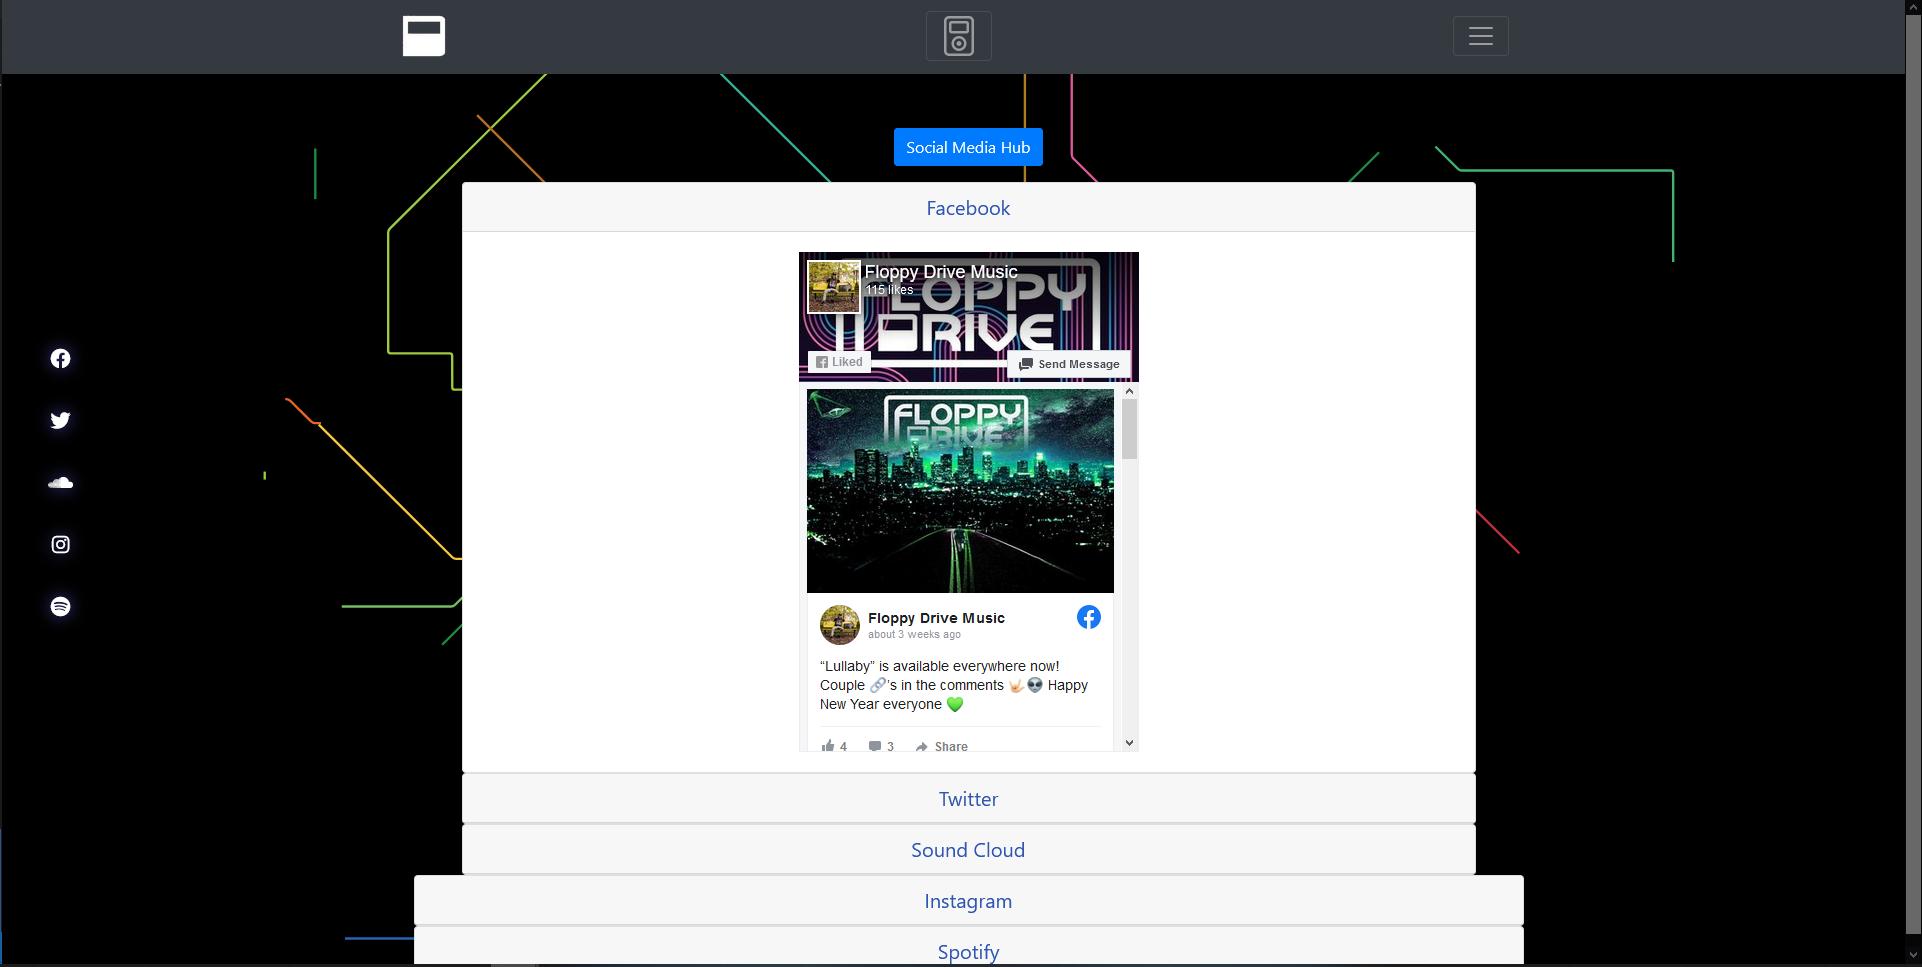 Social Media Hub
Facebook
Floppy Drive Music
115 likes
FLOPPY
DRIVE
Liked
Send Message
FLOPPY
DRIVE
Floppy Drive Music
about 3 weeks ago
“Lullaby” is available everywhere now!
Couple 🔗’s in the comments 🤟🏻👽 Happy
New Year everyone 💚
4 3 Share
Twitter
Sound Cloud
Instagram
Spotify